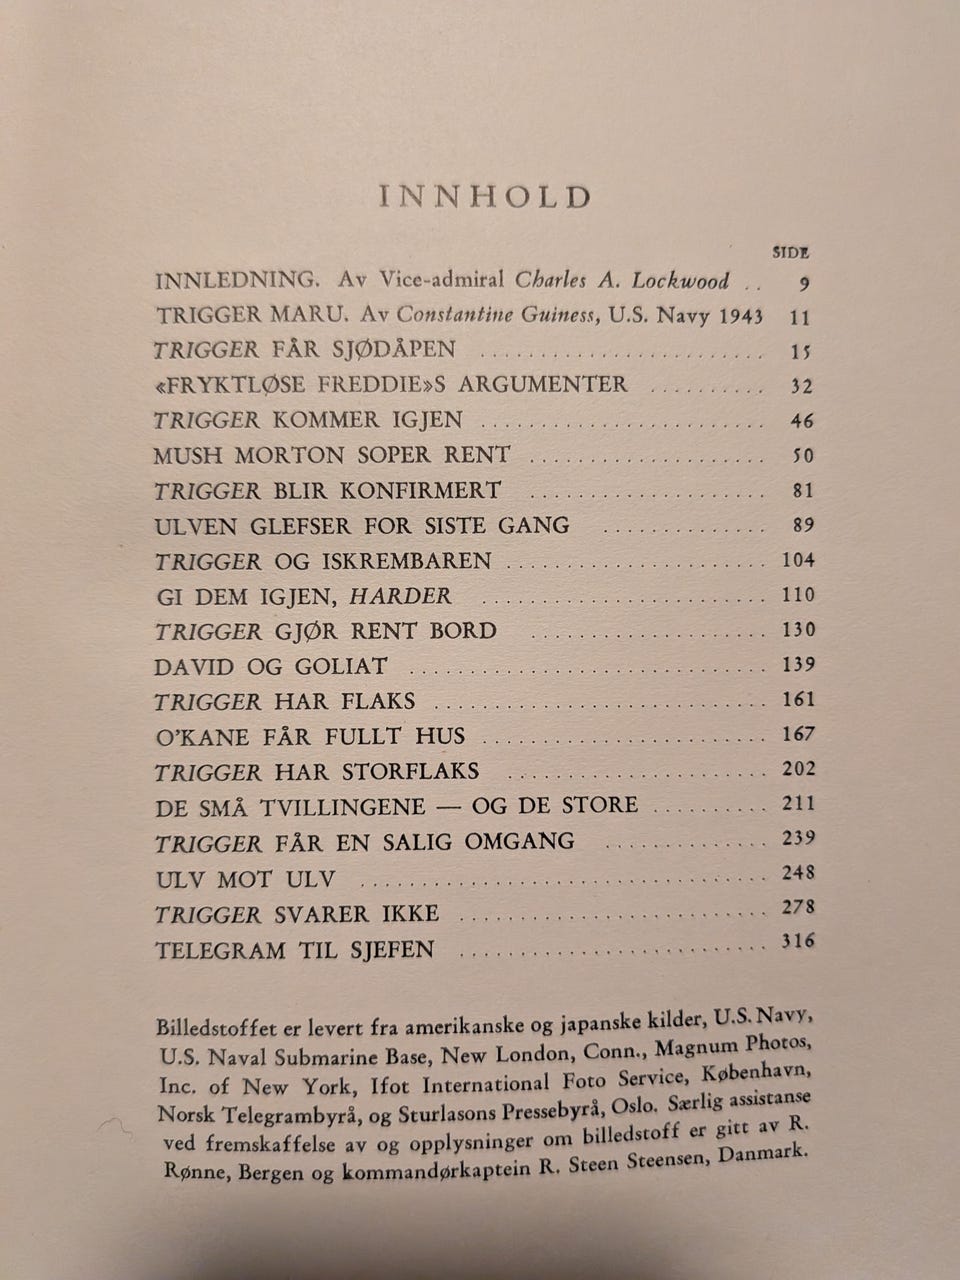 INNHOLD
SIDE
INNLEDNING. Av Vice-admiral Charles A. Lockwood .. 9
TRIGGER MARU. Av Constantine Guiness, U.S. Navy 1943 11
TRIGGER FÅR SJØDÅPEN ........................ 15
«FRYKTLØSE FREDDIE»S ARGUMENTER .......... 32
TRIGGER KOMMER IGJEN ........................ 46
MUSH MORTON SOPER RENT .................... 50
TRIGGER BLIR KONFIRMERT .................... 81
ULVEN GLEFSER FOR SISTE GANG .............. 89
TRIGGER OG ISKREMBAREN ...................... 104
GI DEM IGJEN, HARDER ........................ 110
TRIGGER GJØR RENT BORD .................... 130
DAVID OG GOLIAT .............................. 139
TRIGGER HAR FLAKS ............................ 161
O'KANE FÅR FULLT HUS ........................ 167
TRIGGER HAR STORFLAKS ...................... 202
DE SMÅ TVILLINGENE — OG DE STORE .......... 211
TRIGGER FÅR EN SALIG OMGANG .............. 239
ULV MOT ULV .................................. 248
TRIGGER SVARER IKKE .......................... 278
TELEGRAM TIL SJEFEN .......................... 316
Billedstoffet er levert fra amerikanske og japanske kilder, U.S. Navy,
U.S. Naval Submarine Base, New London, Conn., Magnum Photos,
Inc. of New York, Ifot International Foto Service, København,
Norsk Telegrambyrå, og Sturlasons Pressebyrå, Oslo. Særlig assistanse
ved fremskaffelse av og opplysninger om billedstoff er gitt av R.
Rønne, Bergen og kommandørkaptein R. Steen Steensen, Danmark.